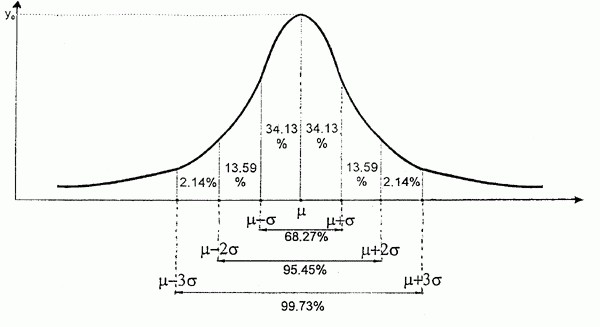 y₀
34.13
%
34.13
%
13.59
%
13.59
%
2.14%
2.14%
μ
μ−σ
μ+σ
68.27%
μ−2σ
μ+2σ
95.45%
μ−3σ
μ+3σ
99.73%